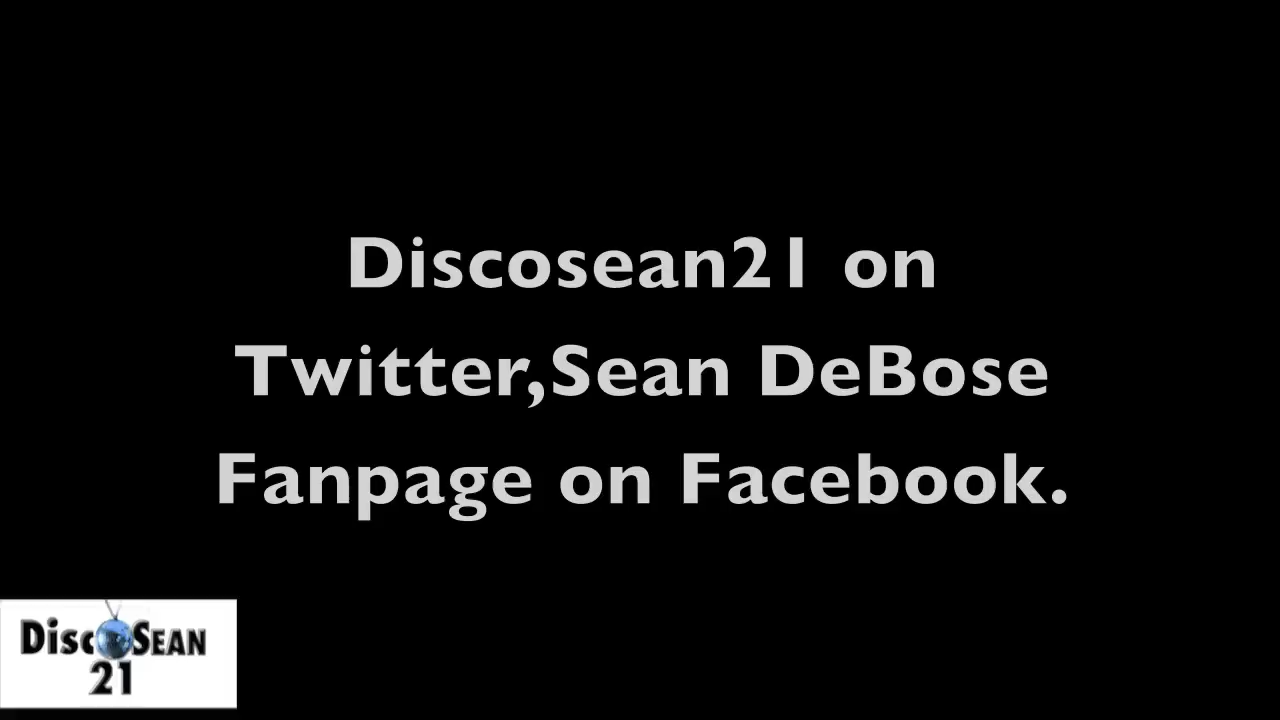 Discosean21 on
Twitter,Sean DeBose
Fanpage on Facebook.
DiscoSean
21